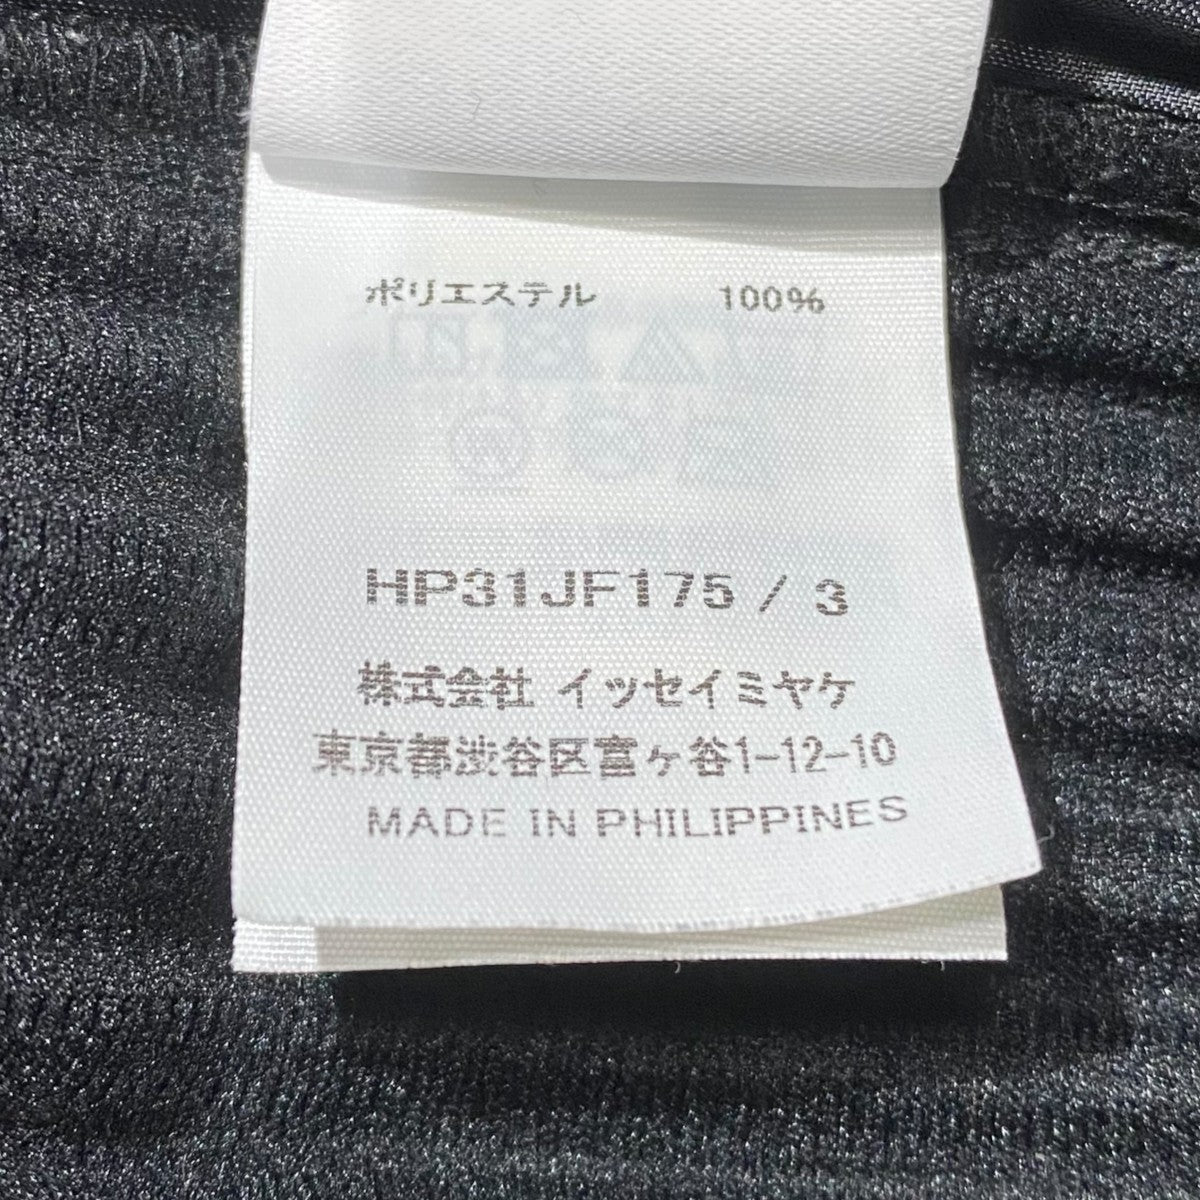 ポリエステル 100%
HP31JF175 / 3
株式会社 イッセイミヤケ
東京都渋谷区富ヶ谷1-12-10
MADE IN PHILIPPINES